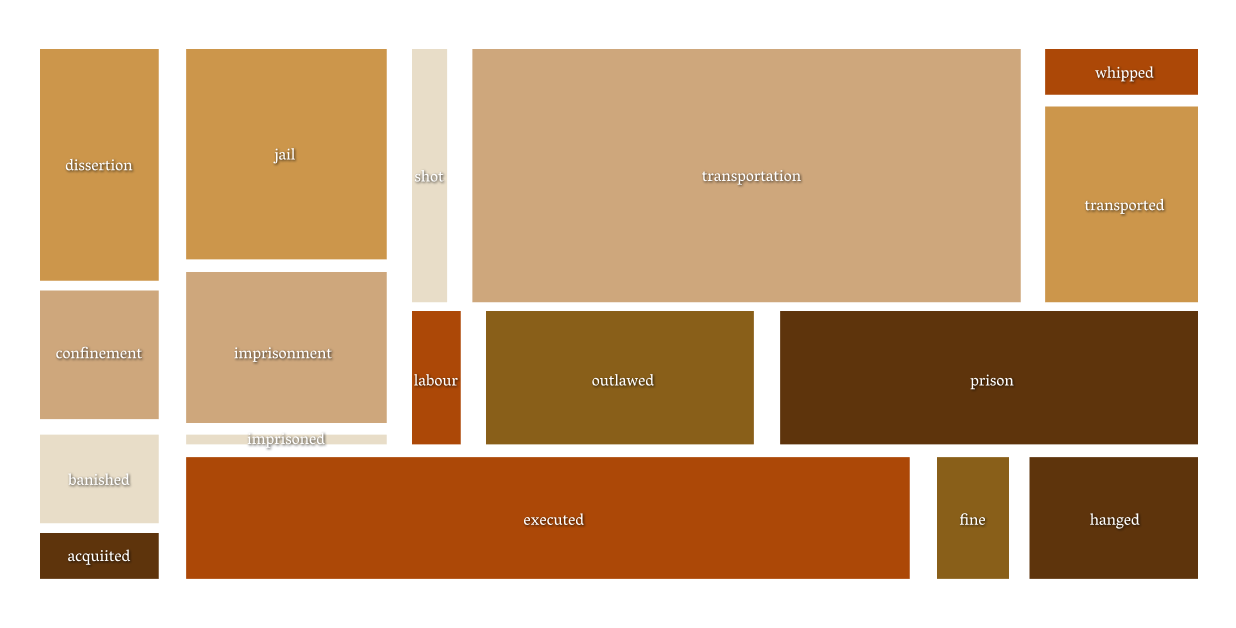 dissertion
confinement
banished
acquiited
jail
imprisonment
imprisoned
executed
shot
transportation
whipped
transported
labour
outlawed
prison
fine
hanged